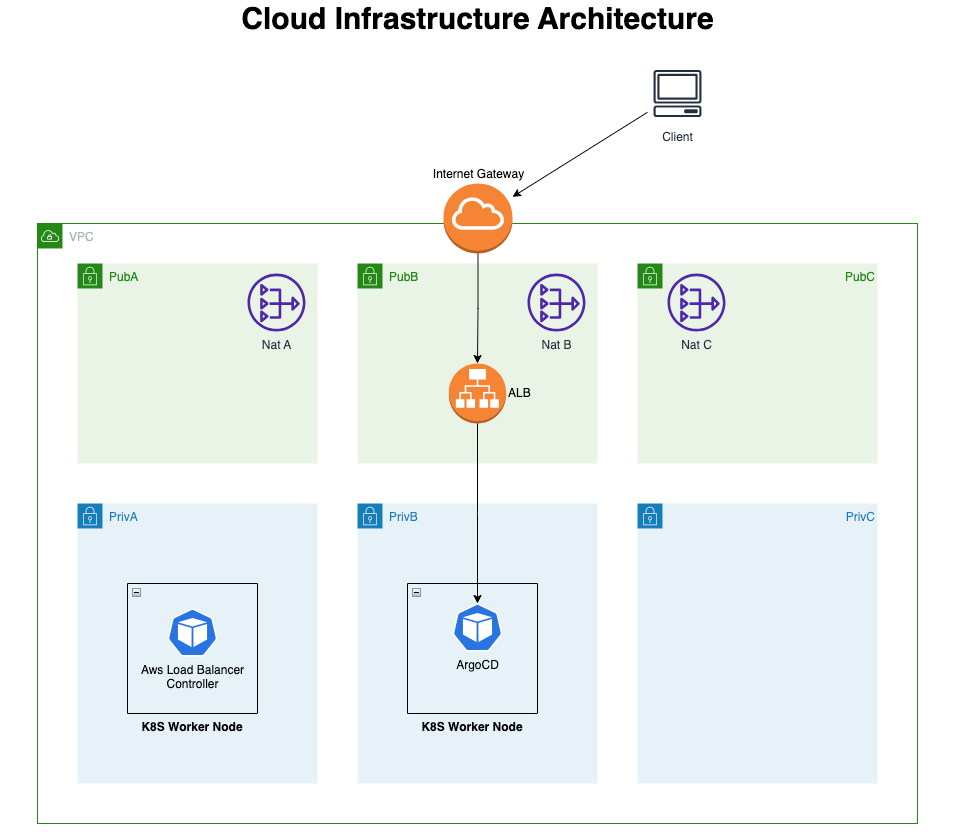 Cloud Infrastructure Architecture
Client
Internet Gateway
VPC
PubA
PubB
PubC
Nat A
Nat B
Nat C
ALB
PrivA
PrivB
PrivC
Aws Load Balancer
Controller
ArgoCD
K8S Worker Node
K8S Worker Node